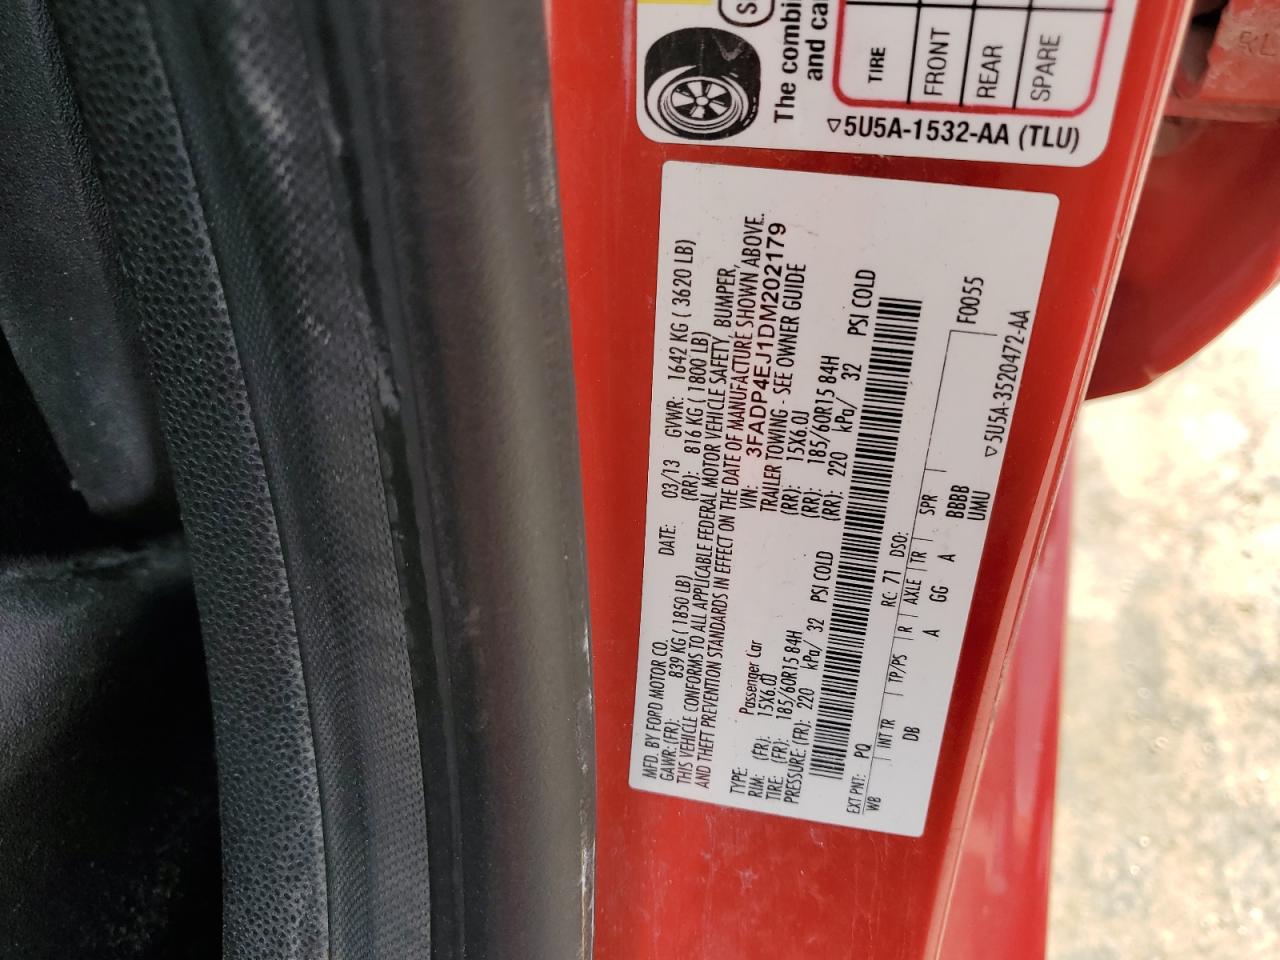 The combin
and ca
TIRE
FRONT
REAR
SPARE
5U5A-1532-AA (TLU)
MFD. BY FORD MOTOR CO.
DATE: 03/13 GVWR: 1642 KG ( 3620 LB)
GAWR: (FR): 839 KG ( 1850 LB) (RR): 816 KG ( 1800 LB)
THIS VEHICLE CONFORMS TO ALL APPLICABLE FEDERAL MOTOR VEHICLE SAFETY, BUMPER,
AND THEFT PREVENTION STANDARDS IN EFFECT ON THE DATE OF MANUFACTURE SHOWN ABOVE.
VIN: 3FADP4EJ1DM202179
TYPE: Passenger Car TRAILER TOWING - SEE OWNER GUIDE
RIM: (FR): 15X6.0J (RR): 15X6.0J
TIRE: (FR): 185/60R15 84H (RR): 185/60R15 84H
PRESSURE: (FR): 220 kPa/ 32 PSI COLD (RR): 220 kPa/ 32 PSI COLD
EXT PNT: PQ RC: 71 DSO:
F0055
WB INT TR TP/PS R AXLE TR SPR
DB A GG A BBBB
UMU
5U5A-3520472-AA